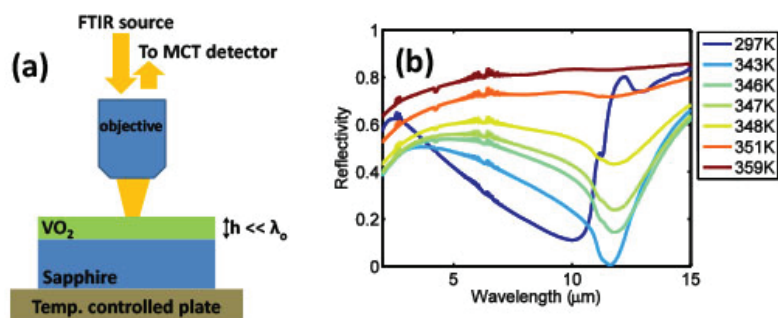 (a)
FTIR source
To MCT detector
objective
VO₂
h << λₒ
Sapphire
Temp. controlled plate
(b)
Reflectivity
1
0.8
0.6
0.4
0.2
0
5
10
15
Wavelength (μm)
297K
343K
346K
347K
348K
351K
359K